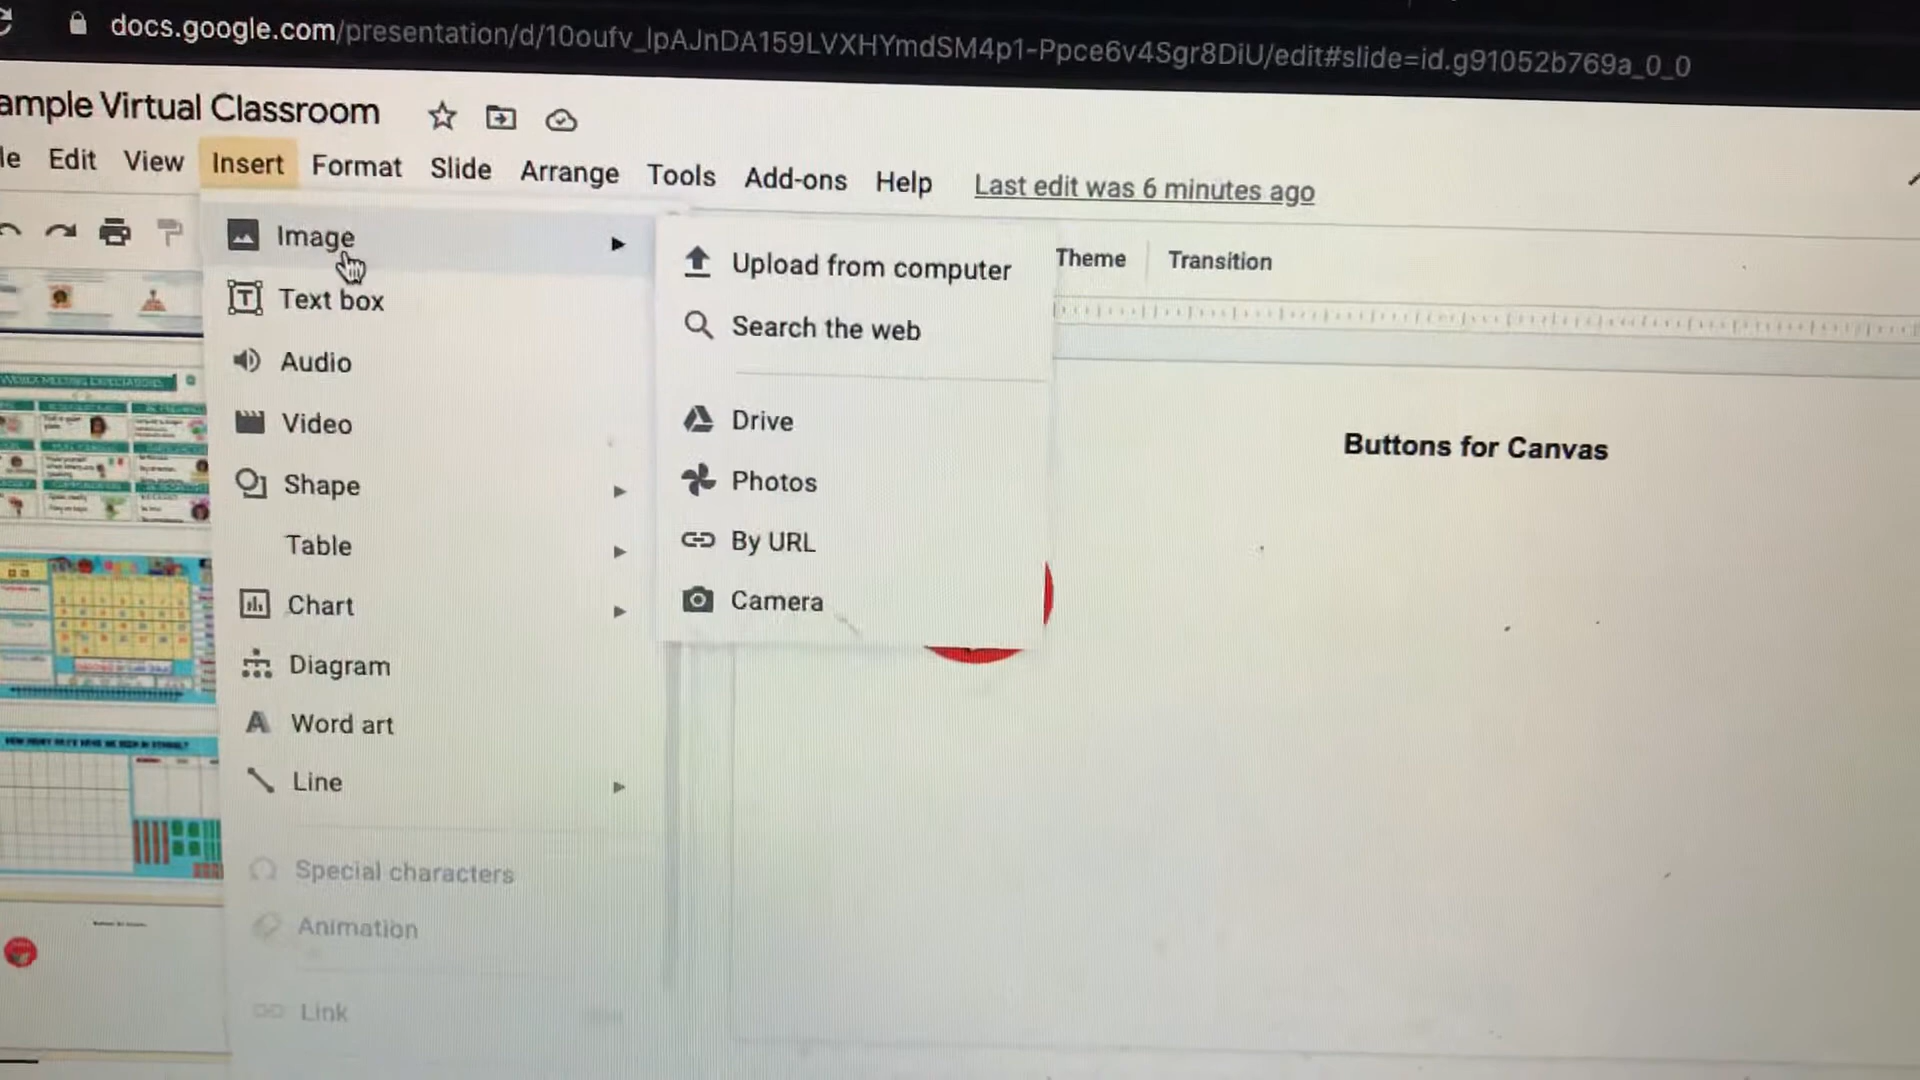 docs.google.com/presentation/d/10oufv_lpAJnDA159LVXHYmdSM4p1-Ppce6v4Sgr8DiU/edit#slide=id.g91052b769a_0_0
ample Virtual Classroom
le Edit View Insert Format Slide Arrange Tools Add-ons Help Last edit was 6 minutes ago
Theme Transition
Image
Text box
Audio
Video
Shape
Table
Chart
Diagram
Word art
Line
Special characters
Animation
Link
Upload from computer
Search the web
Drive
Photos
By URL
Camera
Buttons for Canvas